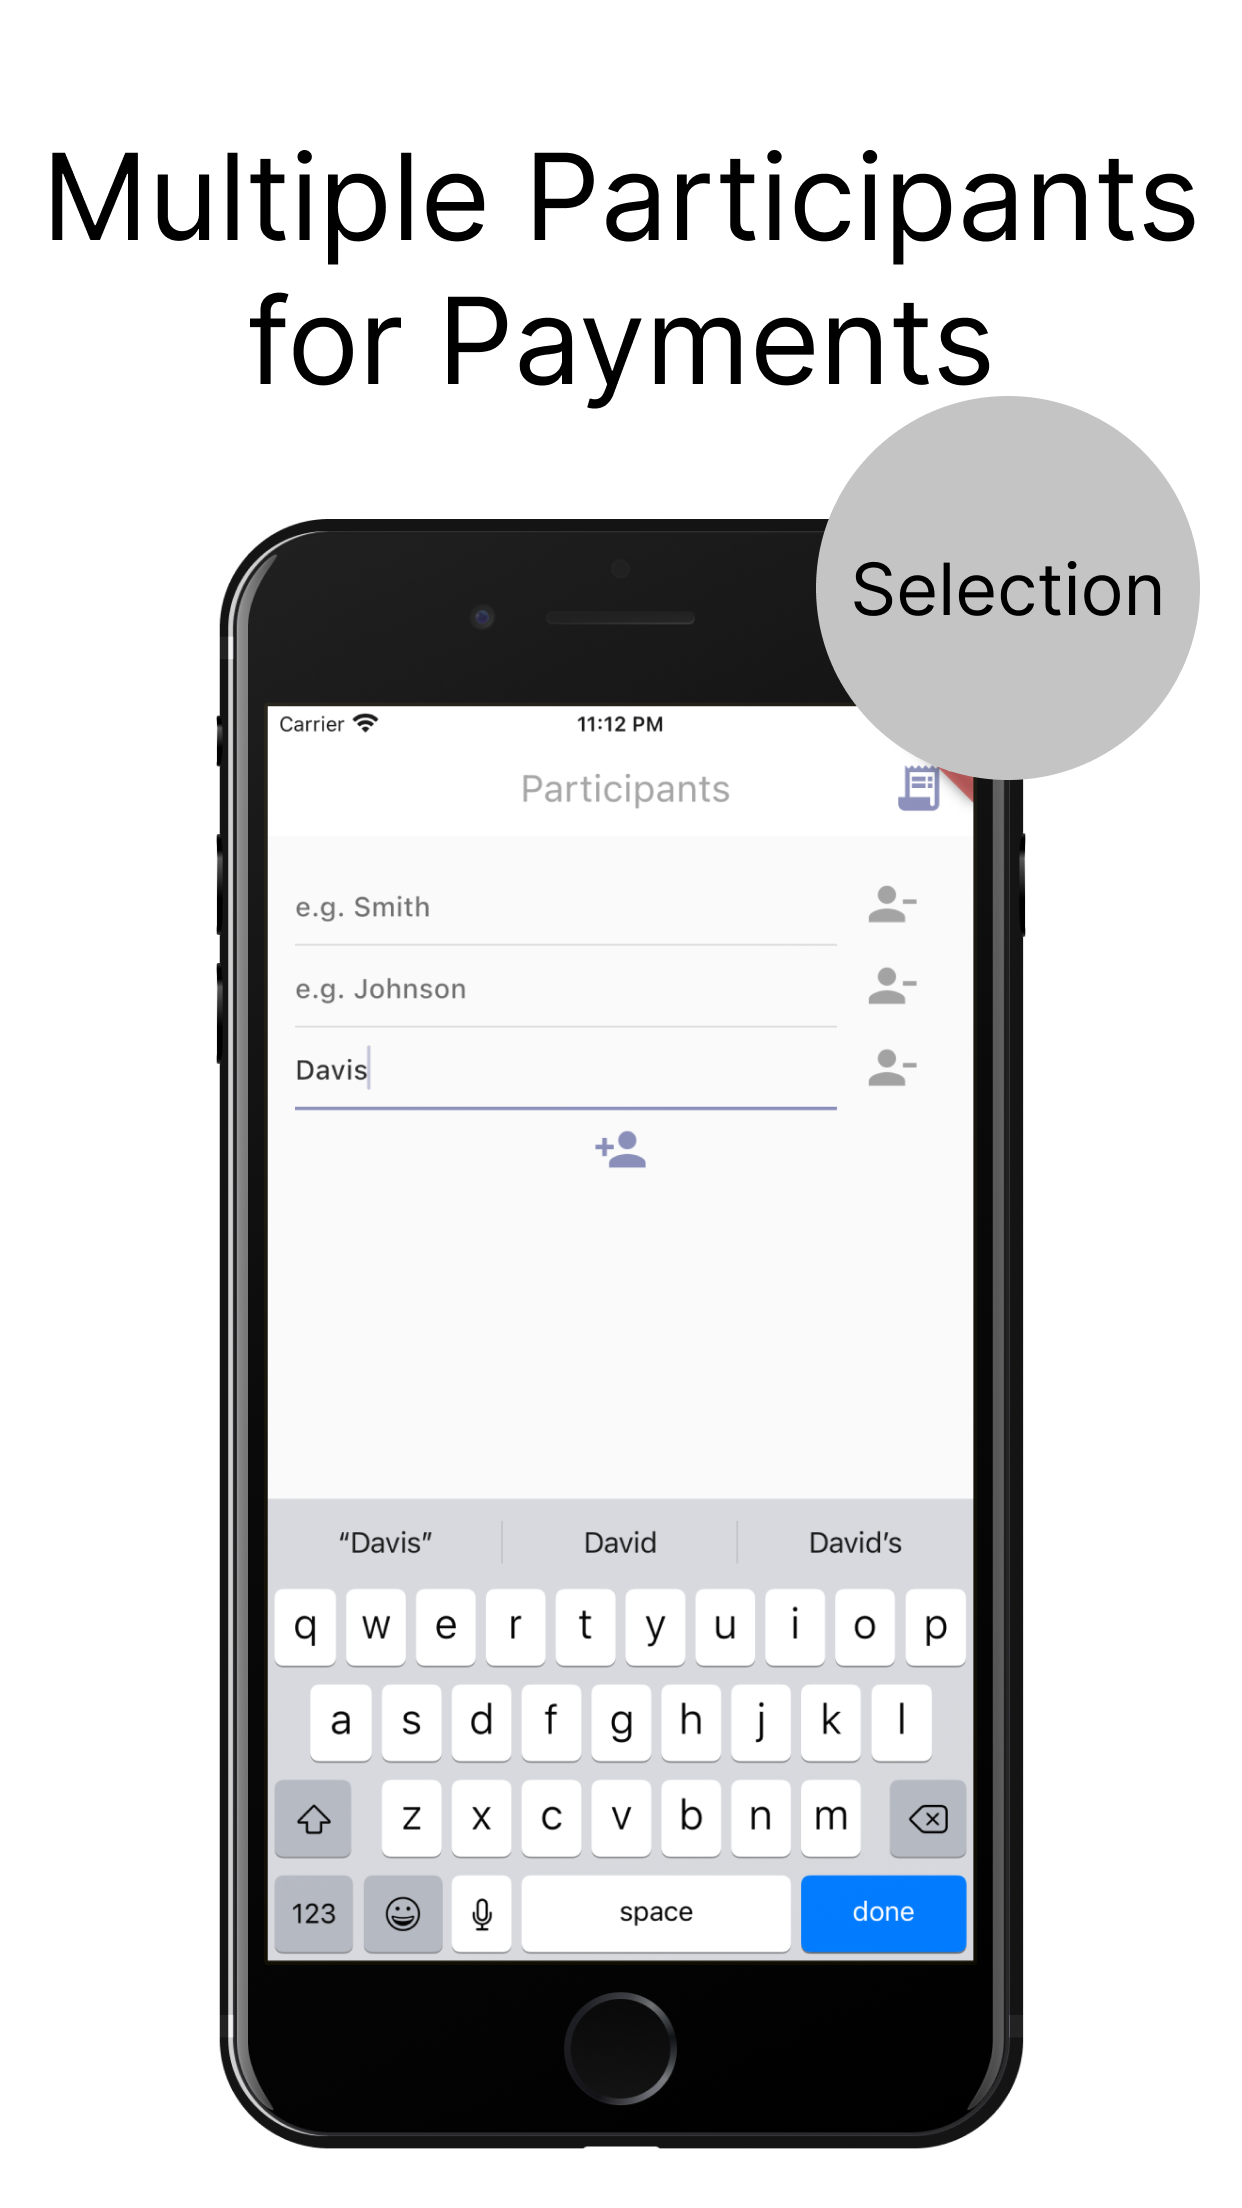 Multiple Participants
for Payments
Selection
Carrier 11:12 PM
Participants
e.g. Smith
e.g. Johnson
Davis
“Davis” David David’s
q w e r t y u i o p
a s d f g h j k l
z x c v b n m
123 space done